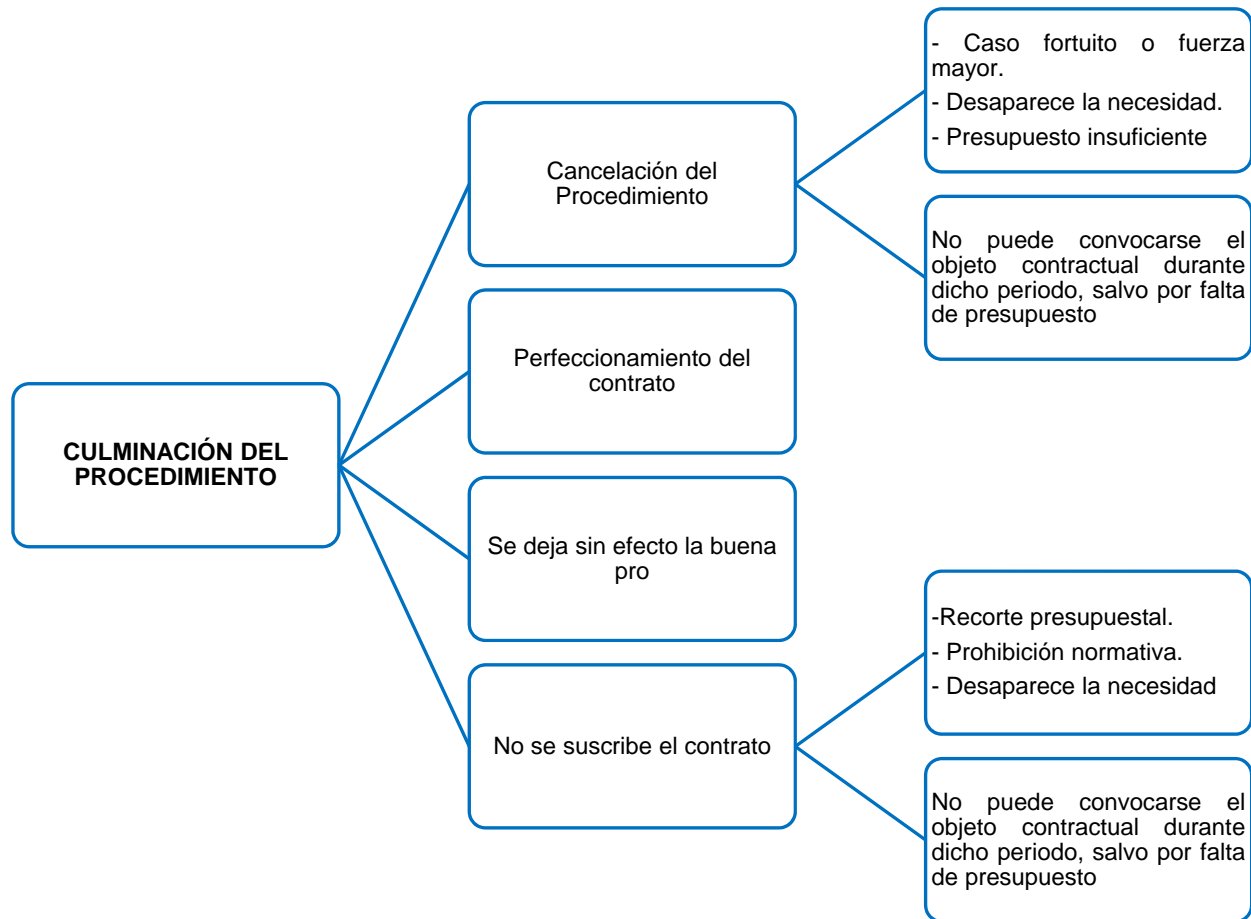 CULMINACIÓN DEL
PROCEDIMIENTO
Cancelación del
Procedimiento
- Caso fortuito o fuerza
mayor.
- Desaparece la necesidad.
- Presupuesto insuficiente
No puede convocarse el
objeto contractual durante
dicho periodo, salvo por falta
de presupuesto
Perfeccionamiento del
contrato
Se deja sin efecto la buena
pro
No se suscribe el contrato
-Recorte presupuestal.
- Prohibición normativa.
- Desaparece la necesidad
No puede convocarse el
objeto contractual durante
dicho periodo, salvo por falta
de presupuesto